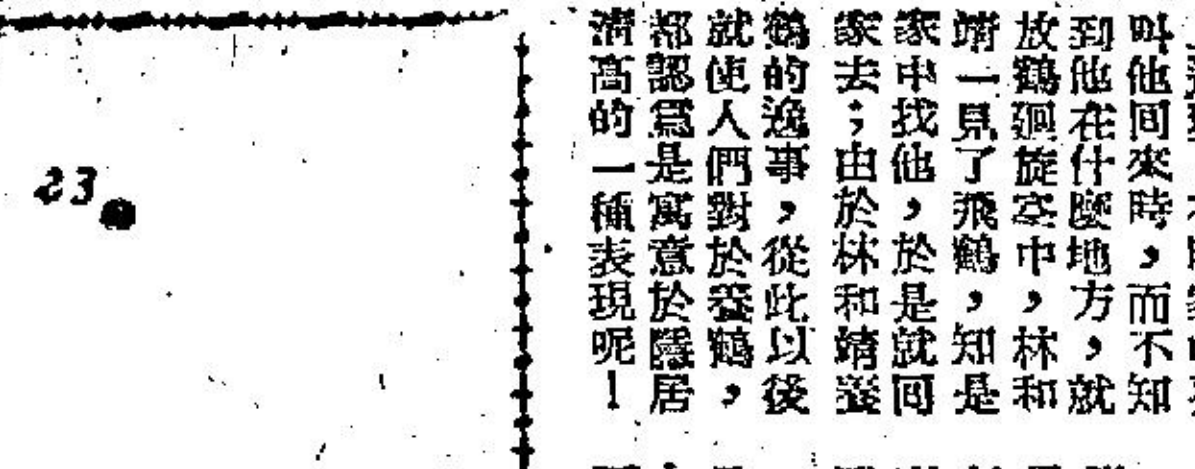 叫他回來時,而不知
到他在什麼地方,就
放鶴廻旋空中,林和
靖一見了飛鶴,知是
家中找他,於是就回
家去;由於林和靖養
鶴的逸事,從此以後
就使人們對於養鶴,
都認爲是寓意於隱居
清高的一種表現呢!
23